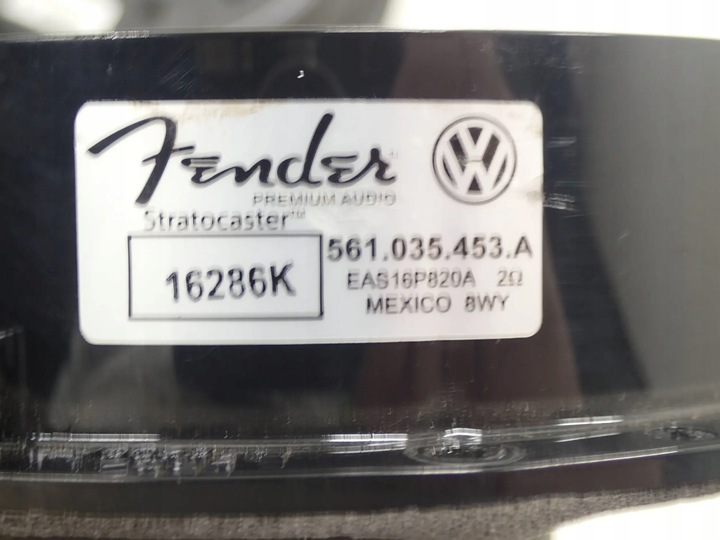 Fender
PREMIUM AUDIO
Stratocaster™
16286K
561.035.453.A
EAS16P820A 2Ω
MEXICO 8WY